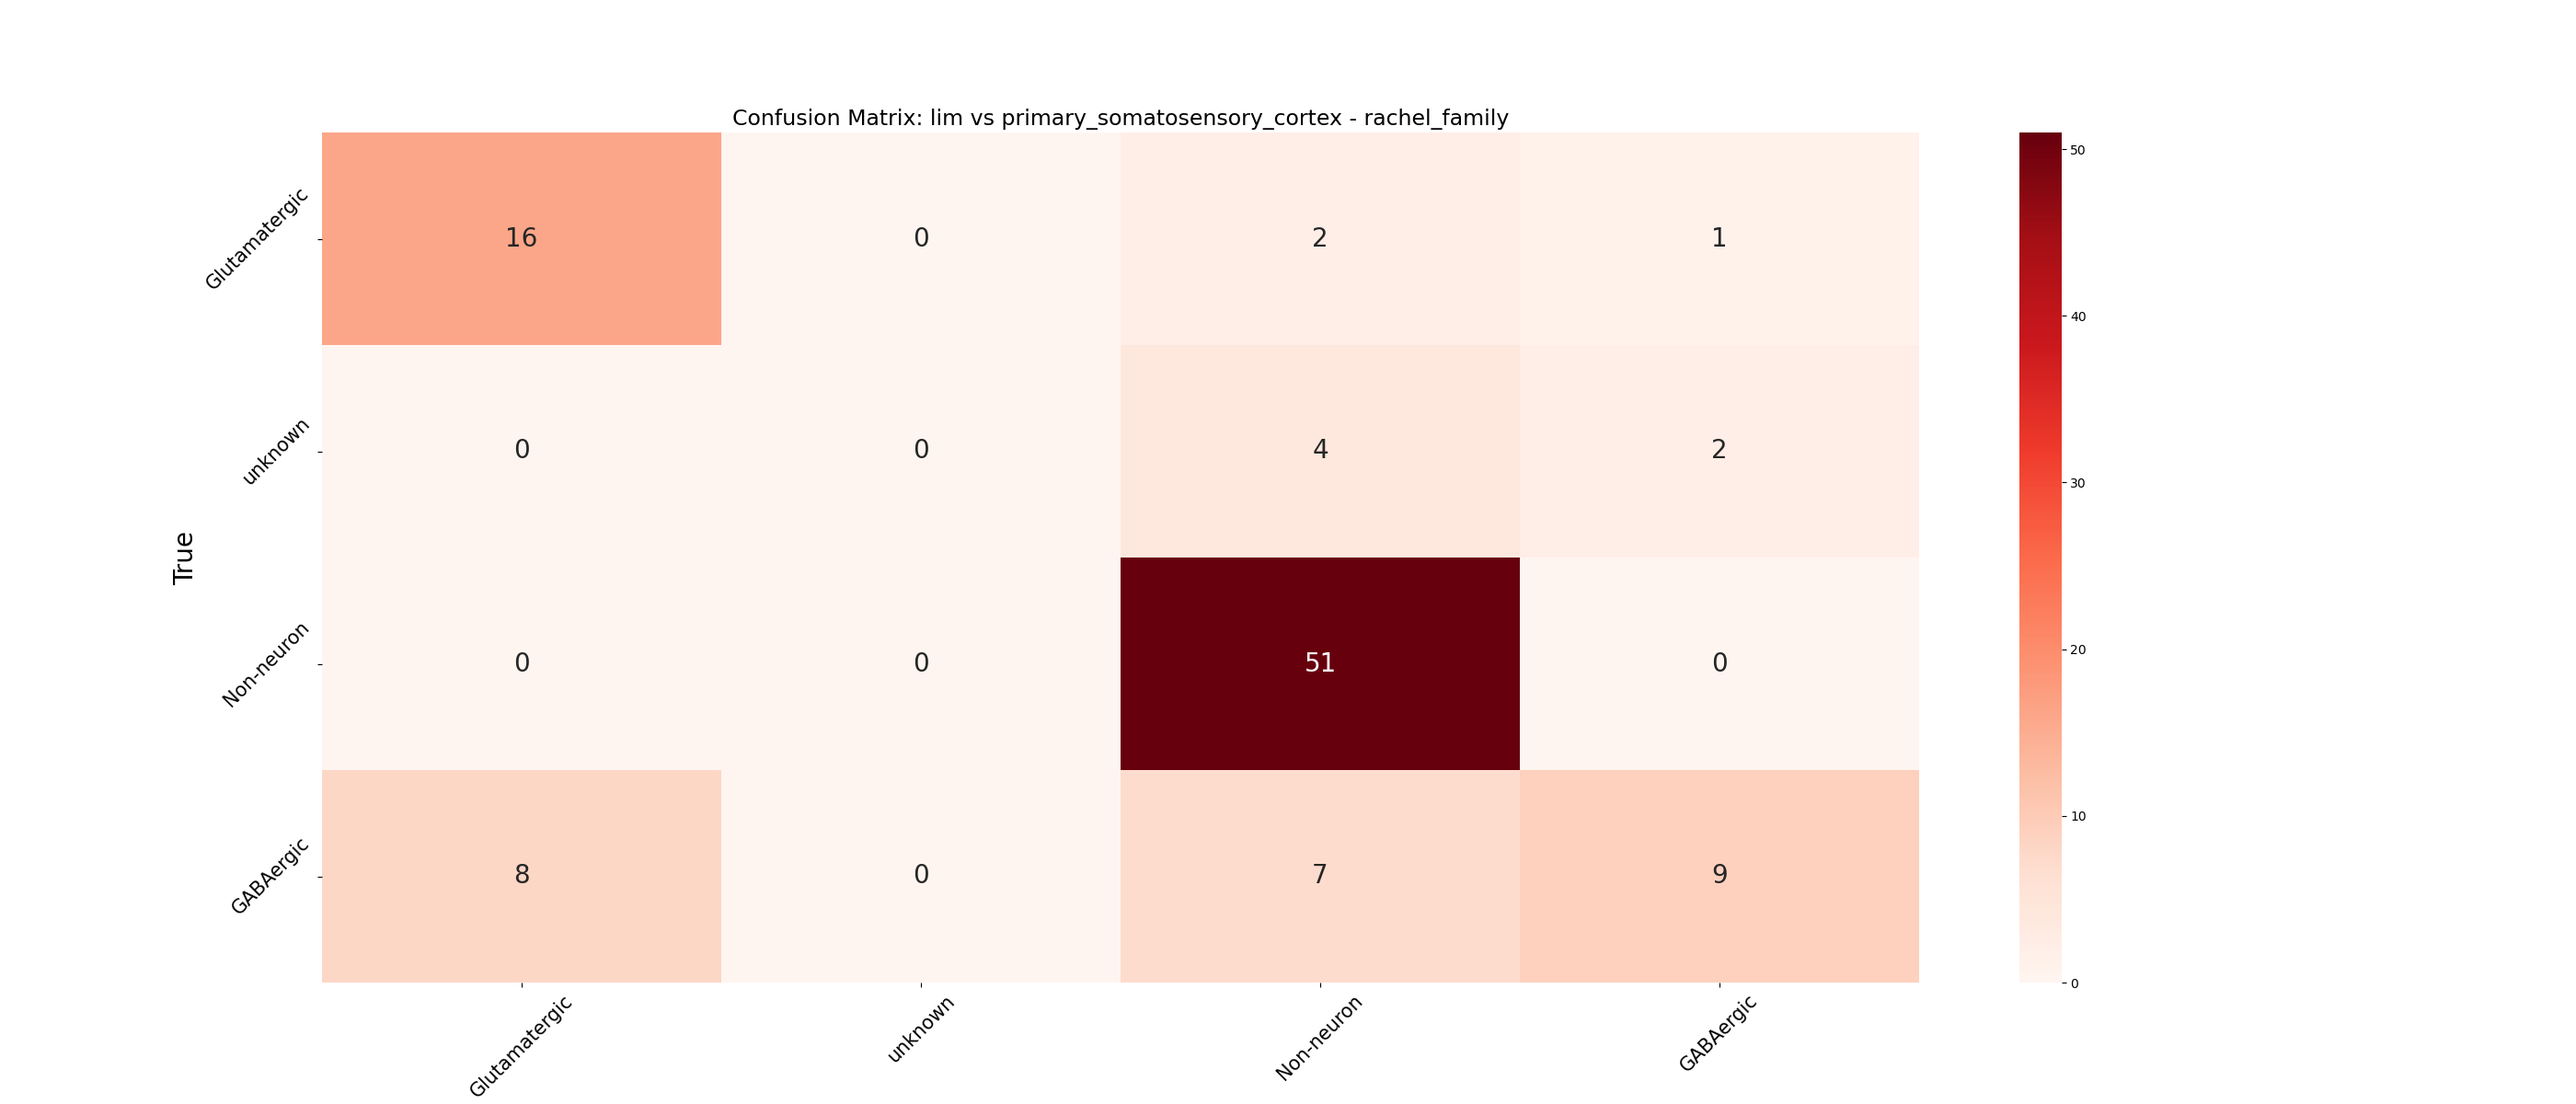 Confusion Matrix: lim vs primary_somatosensory_cortex - rachel_family
True
Glutamatergic
16 0 2 1
unknown
0 0 4 2
Non-neuron
0 0 51 0
GABAergic
8 0 7 9
Glutamatergic unknown Non-neuron GABAergic
50
40
30
20
10
0